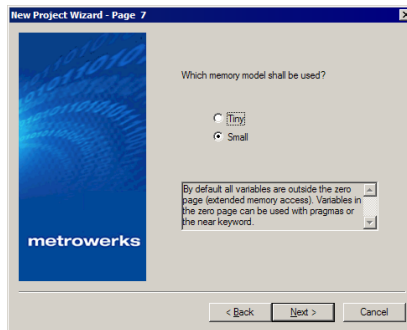 New Project Wizard - Page 7
Which memory model shall be used?
Tiny
Small
By default all variables are outside the zero
page (extended memory access). Variables in
the zero page can be used with pragmas or
the near keyword.
metrowerks
< Back
Next >
Cancel